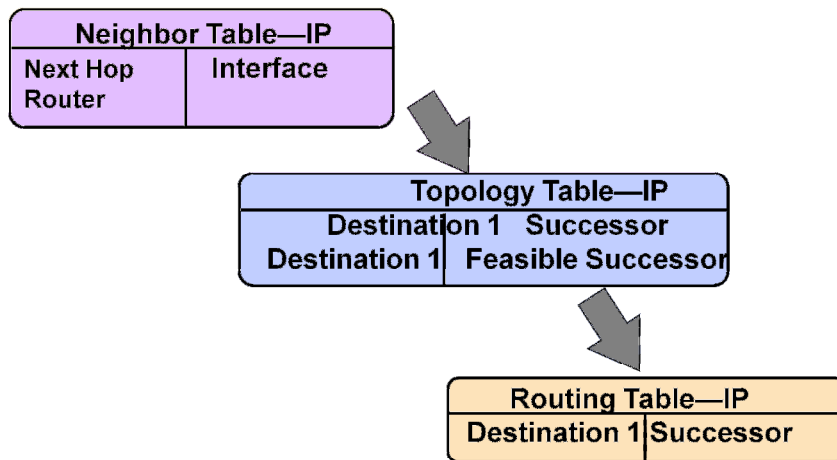 Neighbor Table—IP
Next Hop Interface
Router
Topology Table—IP
Destination 1 Successor
Destination 1 Feasible Successor
Routing Table—IP
Destination 1 Successor